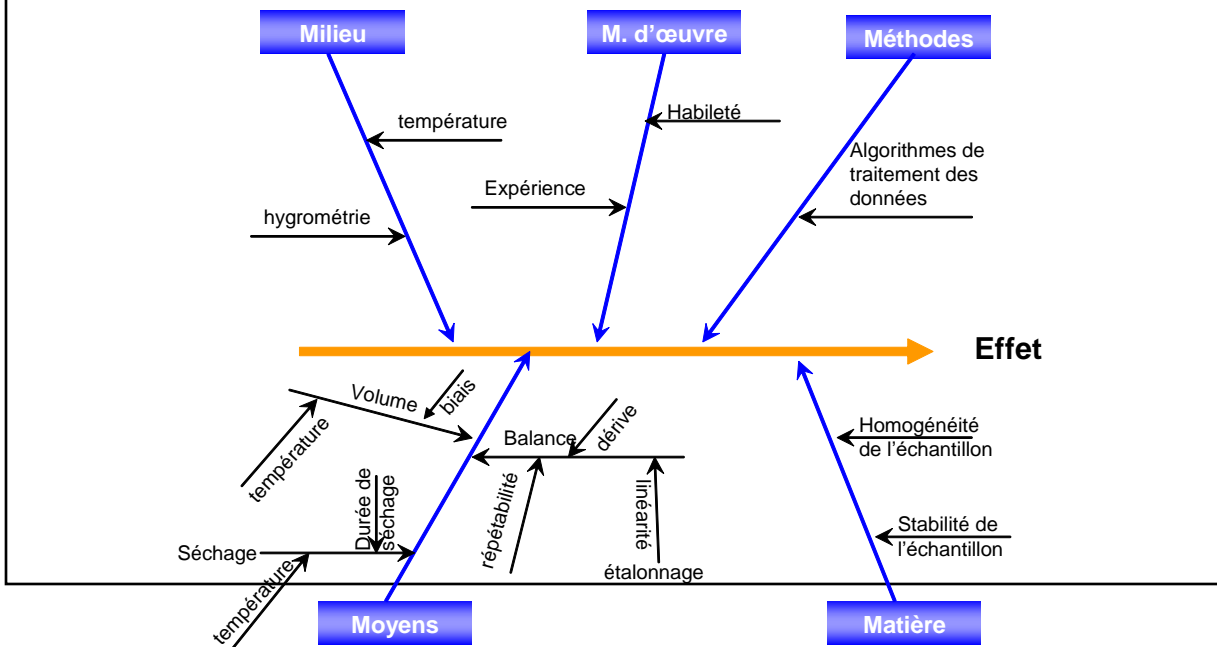 Milieu
M. d'œuvre
Méthodes
température
Habileté
Algorithmes de
traitement des
données
Expérience
hygrométrie
Effet
Volume
biais
température
Balance
dérive
répétabilité
linéarité
étalonnage
Homogénéité
de l'échantillon
Durée de
séchage
Séchage
température
Stabilité de
l'échantillon
Moyens
Matière